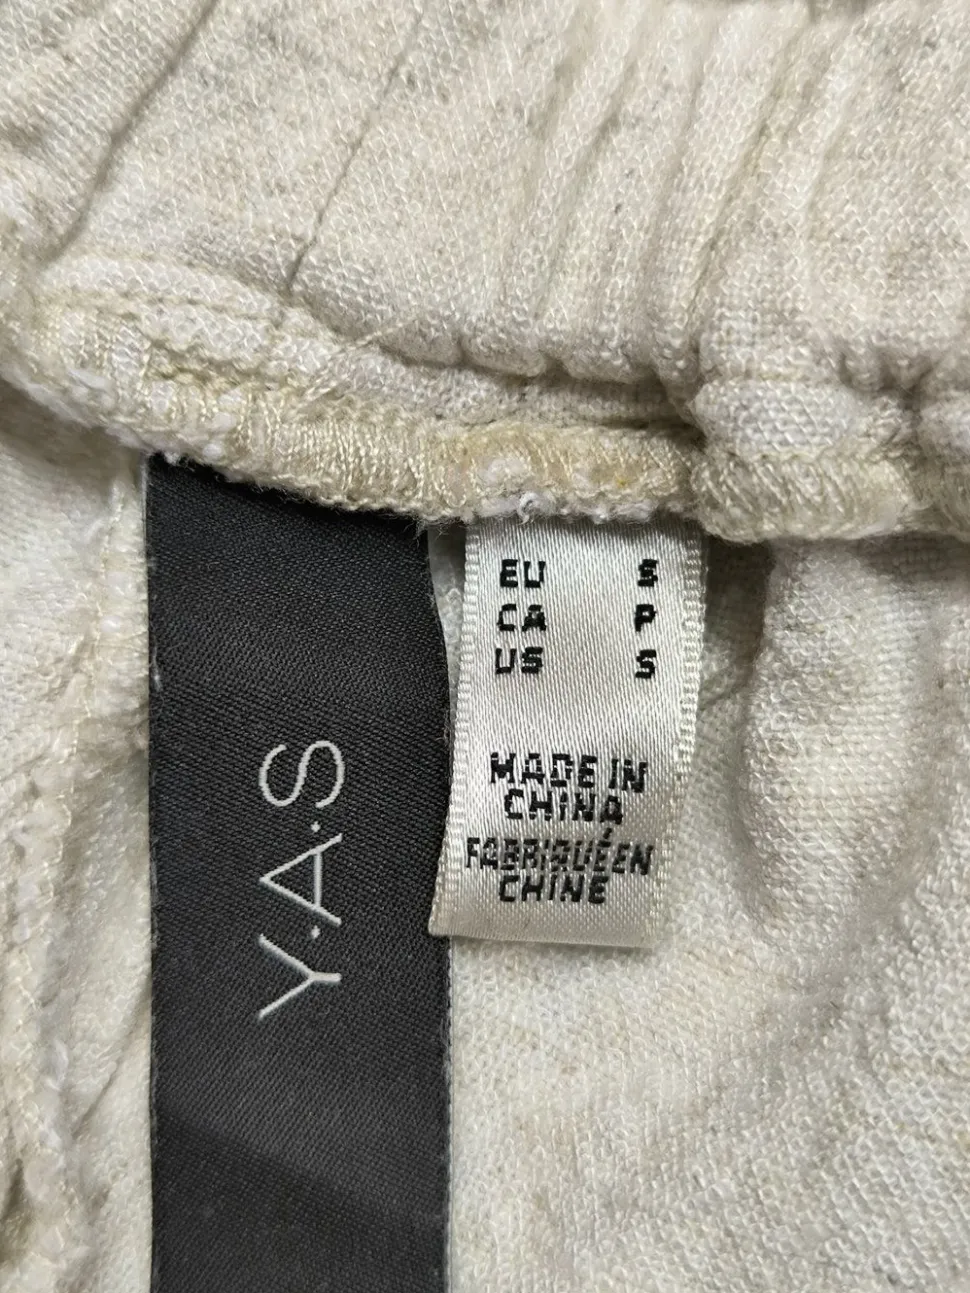 Y.A.S
EU S
CA P
US S
MADE IN
CHINA
FABRIQUÉ EN
CHINE